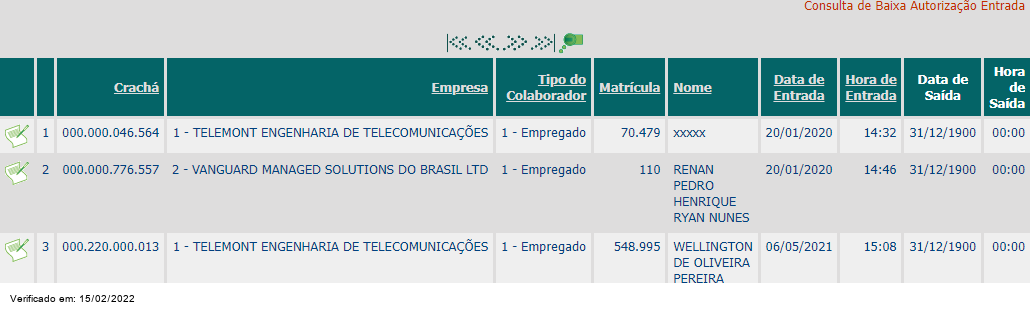 Consulta de Baixa Autorização Entrada
Crachá Empresa Tipo do Colaborador Matrícula Nome Data de Entrada Hora de Entrada Data de Saída Hora de Saída
1 000.000.046.564 1 - TELEMONT ENGENHARIA DE TELECOMUNICAÇÕES 1 - Empregado 70.479 xxxxx 20/01/2020 14:32 31/12/1900 00:00
2 000.000.776.557 2 - VANGUARD MANAGED SOLUTIONS DO BRASIL LTD 1 - Empregado 110 RENAN 20/01/2020 14:46 31/12/1900 00:00
PEDRO
HENRIQUE
RYAN NUNES
3 000.220.000.013 1 - TELEMONT ENGENHARIA DE TELECOMUNICAÇÕES 1 - Empregado 548.995 WELLINGTON 06/05/2021 15:08 31/12/1900 00:00
DE OLIVEIRA
PEREIRA
Verificado em: 15/02/2022